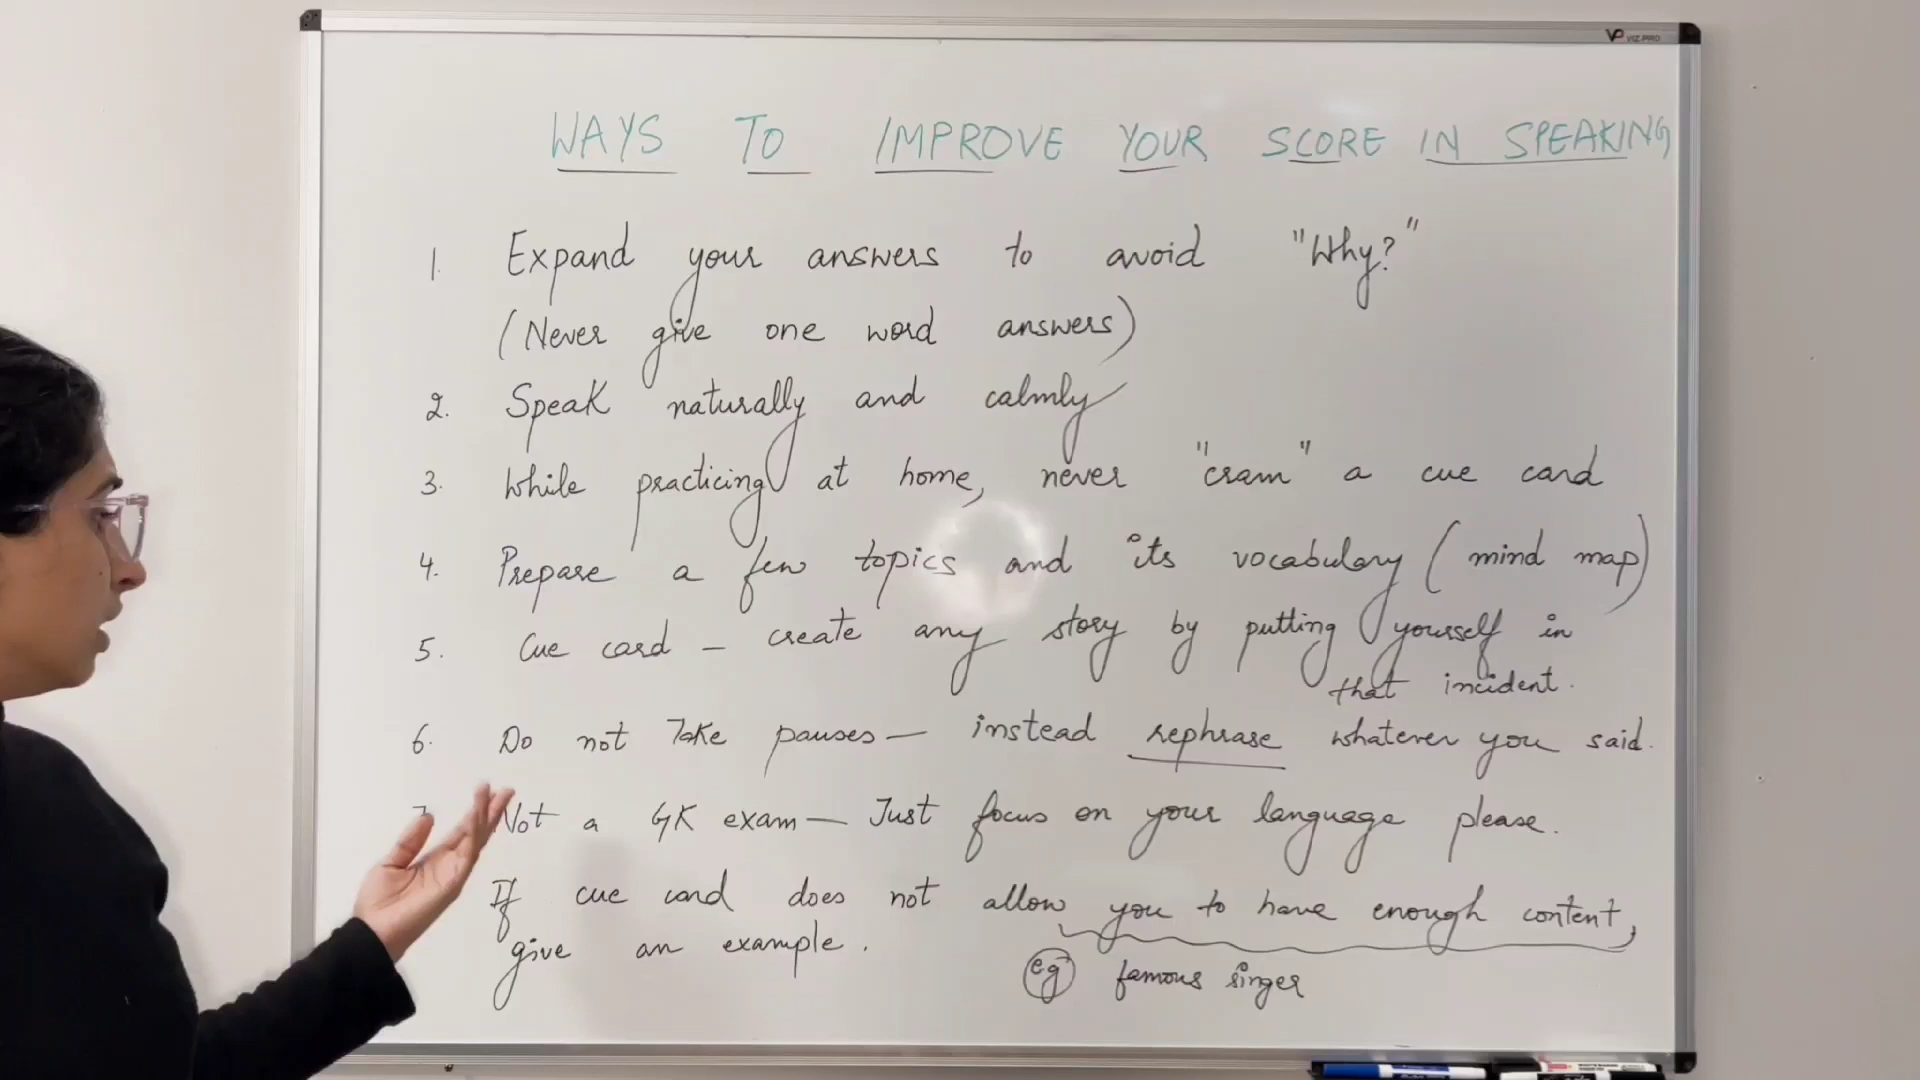 VP VIZ-PRO
WAYS TO IMPROVE YOUR SCORE IN SPEAKING
1. Expand your answers to avoid "Why?"
(Never give one word answers)
2. Speak naturally and calmly
3. While practicing at home, never "cram" a cue card
4. Prepare a few topics and its vocabulary (mind map)
5. Cue card - create any story by putting yourself in
that incident.
6. Do not Take pauses - instead rephrase whatever you said.
7. Not a GK exam - Just focus on your language please.
If cue card does not allow you to have enough content,
give an example.
eg famous singer